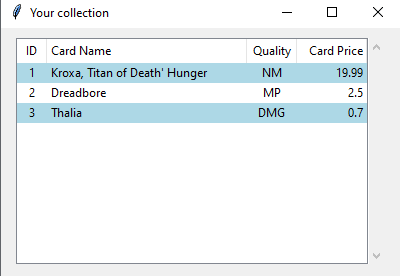 Your collection
ID Card Name Quality Card Price
1 Kroxa, Titan of Death' Hunger NM 19.99
2 Dreadbore MP 2.5
3 Thalia DMG 0.7